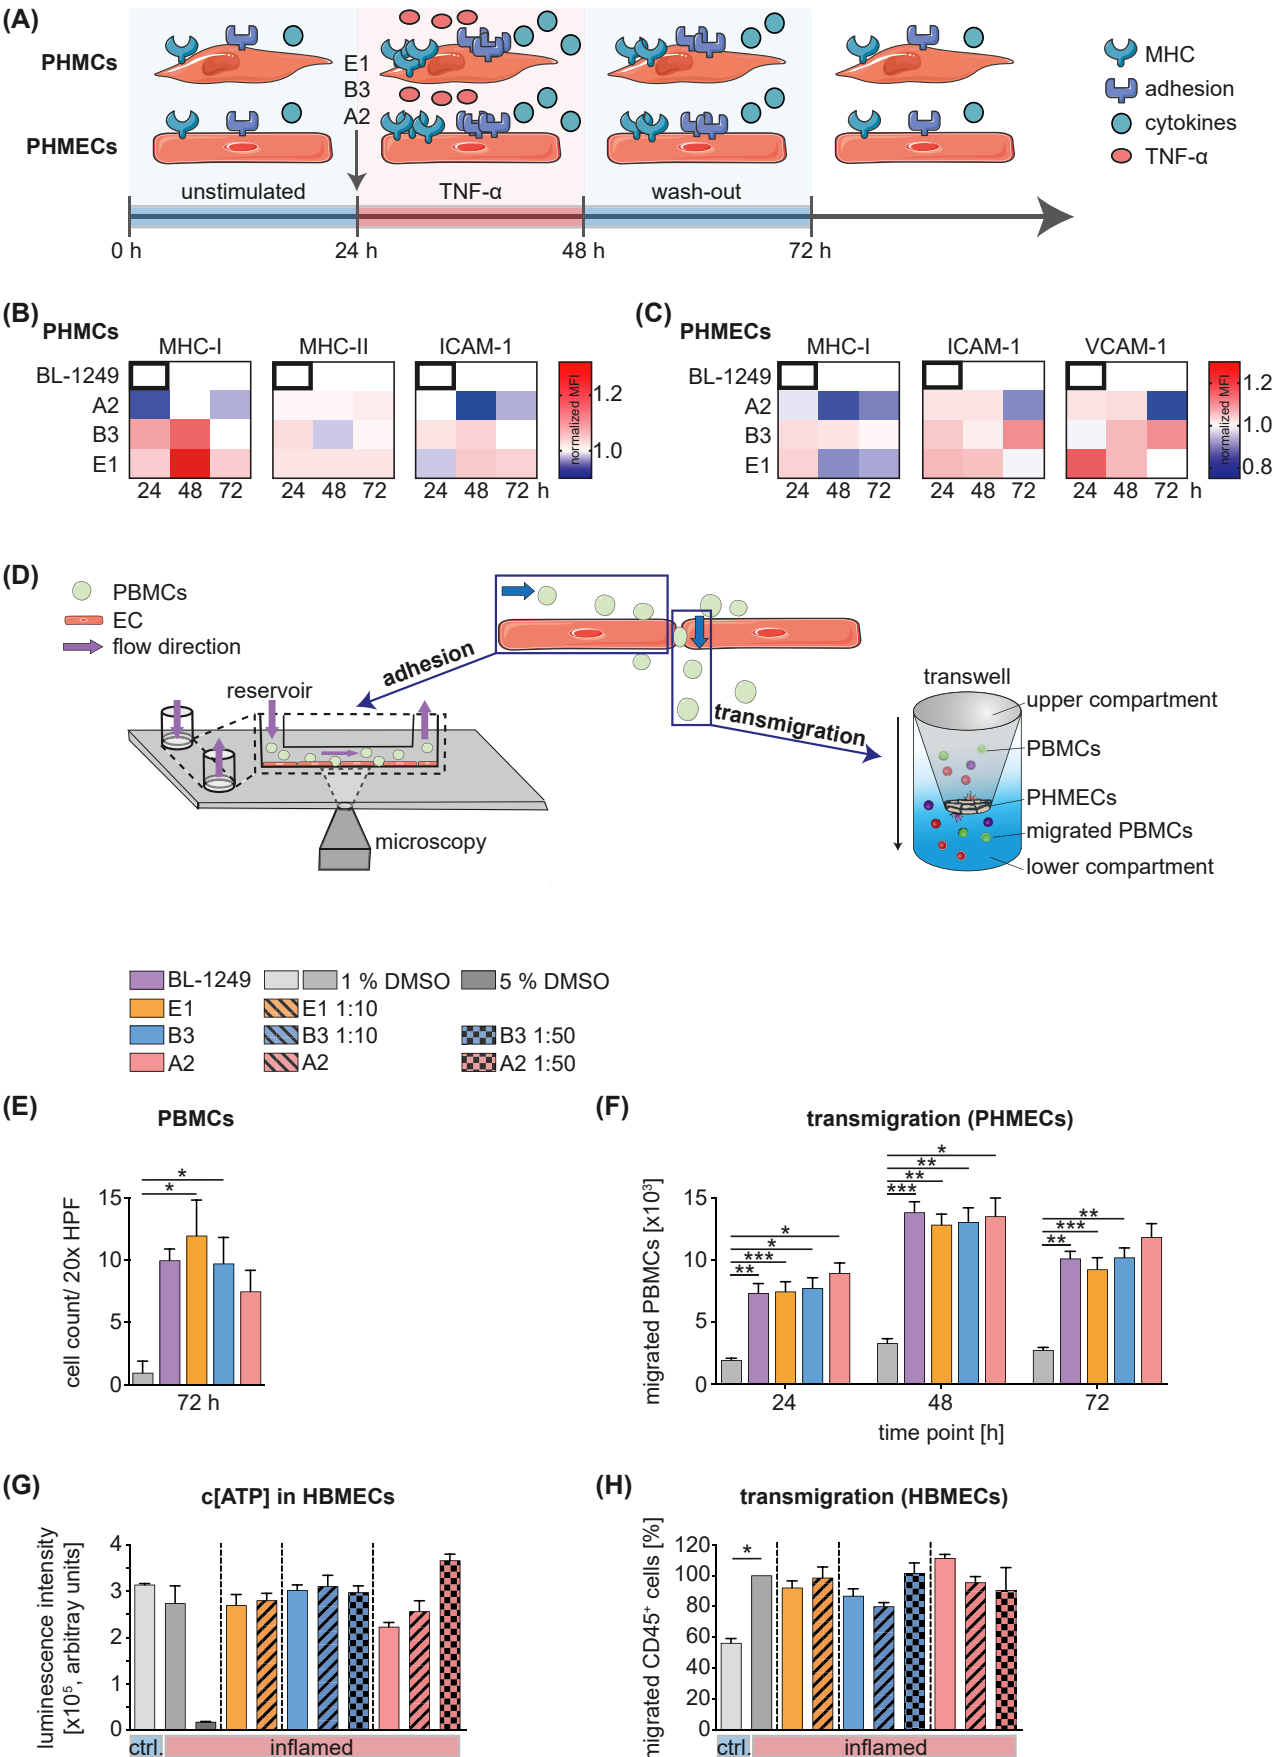 (A)
PHMCs
PHMECs
E1
B3
A2
unstimulated
TNF-α
wash-out
0 h
24 h
48 h
72 h
MHC
adhesion
cytokines
TNF-α
(B)
PHMCs
MHC-I
MHC-II
ICAM-1
BL-1249
A2
B3
E1
24 48 72
24 48 72
24 48 72 h
normalized MFI
1.2
1.0
(C)
PHMECs
MHC-I
ICAM-1
VCAM-1
BL-1249
A2
B3
E1
24 48 72
24 48 72
24 48 72 h
normalized MFI
1.2
1.0
0.8
(D)
PBMCs
EC
flow direction
adhesion
transmigration
reservoir
microscopy
transwell
upper compartment
PBMCs
PHMECs
migrated PBMCs
lower compartment
BL-1249
1 % DMSO
5 % DMSO
E1
E1 1:10
B3
B3 1:10
B3 1:50
A2
A2
A2 1:50
(E)
PBMCs
cell count/ 20x HPF
15
10
5
0
*
*
72 h
(F)
transmigration (PHMECs)
migrated PBMCs [x10³]
15
10
5
0
*
*
***
**
*
**
**
***
**
***
**
24
48
72
time point [h]
(G)
c[ATP] in HBMECs
luminescence intensity
[x10⁵, arbitray units]
4
3
2
1
0
ctrl.
inflamed
(H)
transmigration (HBMECs)
migrated CD45⁺ cells [%]
120
100
80
60
40
20
0
*
ctrl.
inflamed